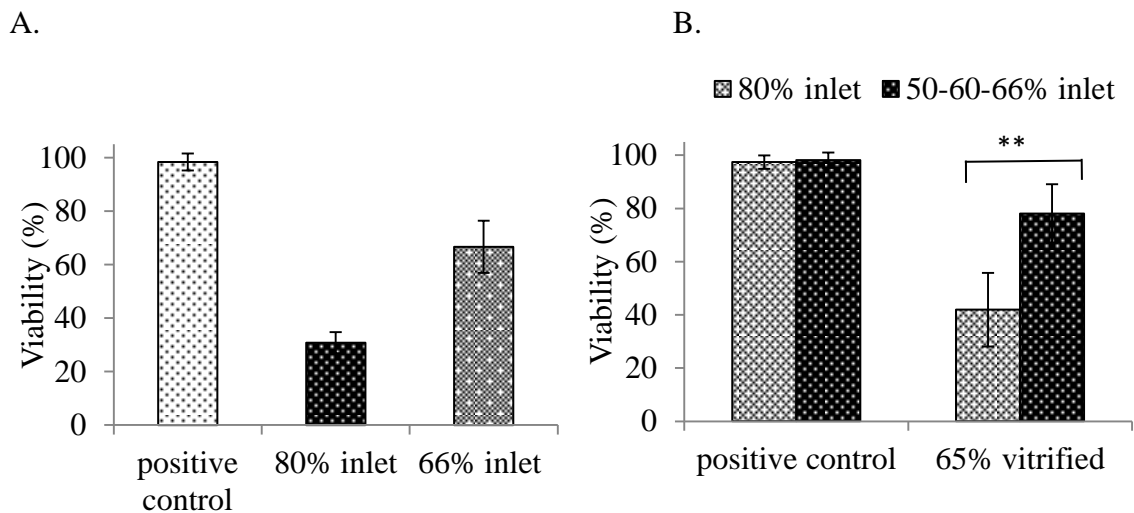 A.
B.
80% inlet 50-60-66% inlet
**
100
80
60
40
20
0
Viability (%)
positive control
80% inlet
66% inlet
100
80
60
40
20
0
Viability (%)
positive control
65% vitrified